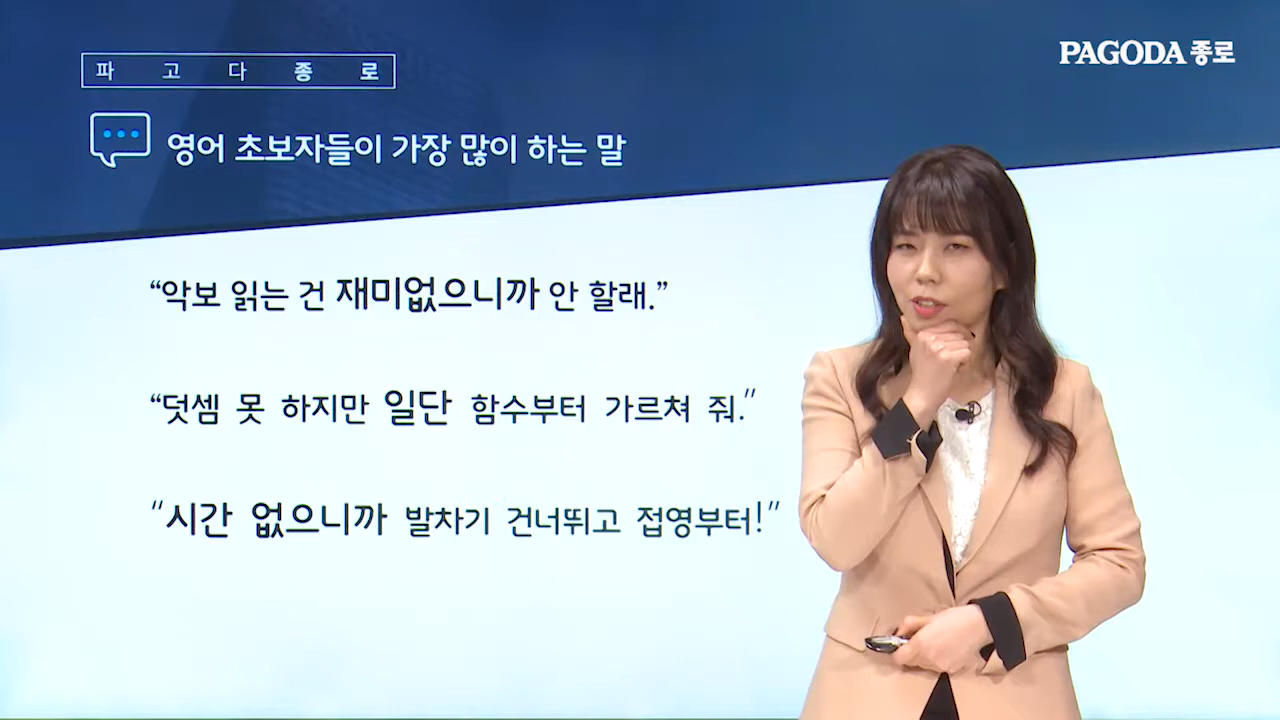 파고다종로
PAGODA 종로
영어 초보자들이 가장 많이 하는 말
“악보 읽는 건 재미없으니까 안 할래.”
“덧셈 못 하지만 일단 함수부터 가르쳐 줘.”
"시간 없으니까 발차기 건너뛰고 접영부터!"